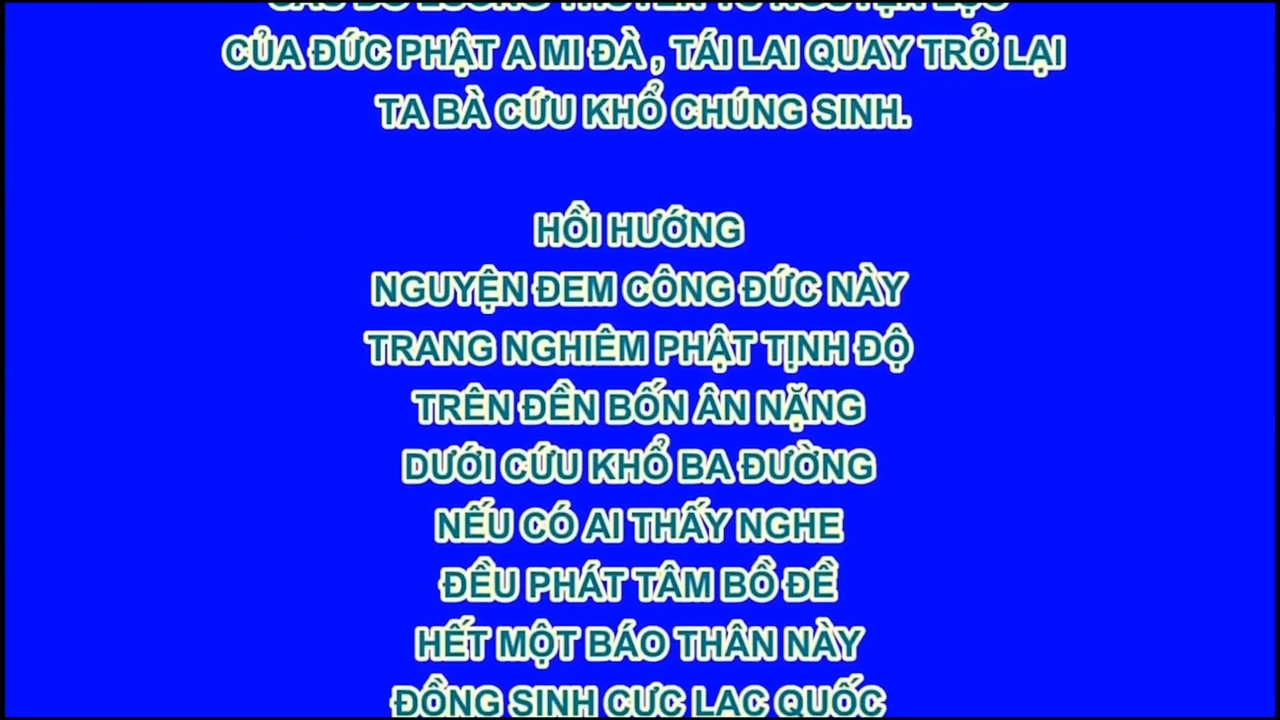 CỦA ĐỨC PHẬT A MI ĐÀ , TÁI LAI QUAY TRỞ LẠI
TA BÀ CỨU KHỔ CHÚNG SINH.
HỒI HƯỚNG
NGUYỆN ĐEM CÔNG ĐỨC NÀY
TRANG NGHIÊM PHẬT TỊNH ĐỘ
TRÊN ĐỀN BỐN ÂN NẶNG
DƯỚI CỨU KHỔ BA ĐƯỜNG
NẾU CÓ AI THẤY NGHE
ĐỀU PHÁT TÂM BỒ ĐỀ
HẾT MỘT BÁO THÂN NÀY
ĐỒNG SINH CỰC LẠC QUỐC